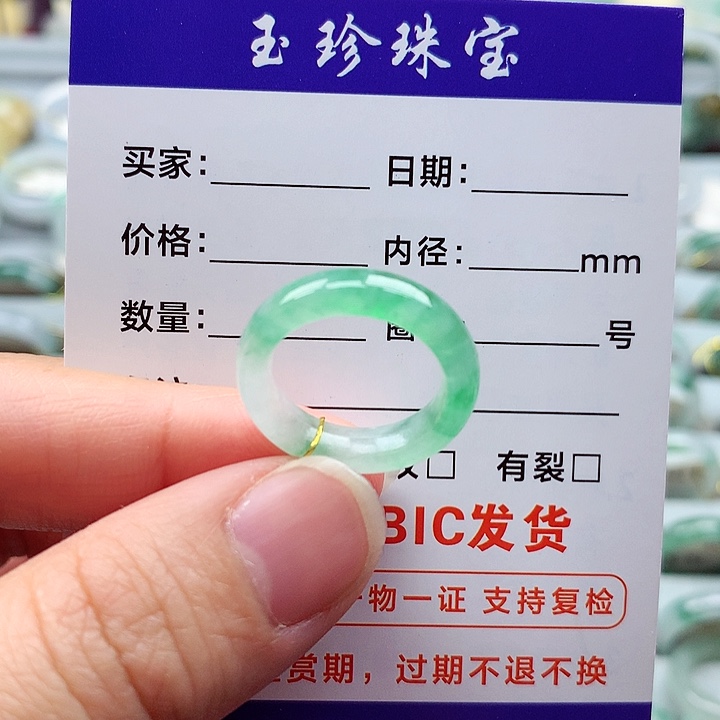 玉珍珠宝
买家：日期：
价格：内径：mm
数量：圈号
有裂□
BIC发货
物一证 支持复检
赏期，过期不退不换